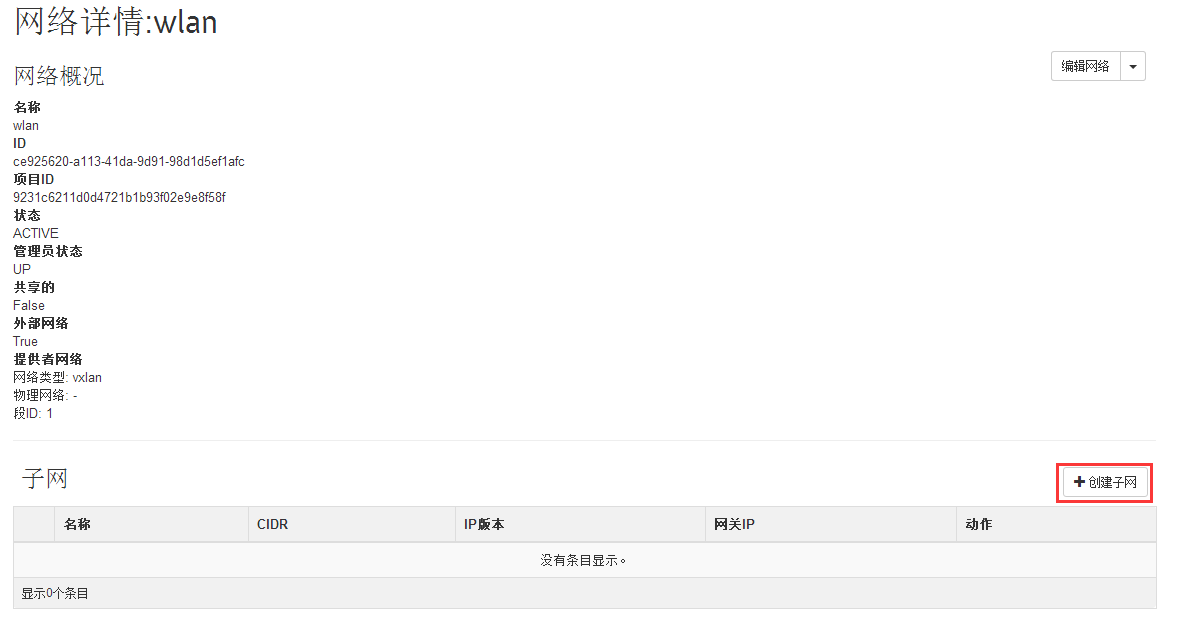 网络详情:wlan
编辑网络
网络概况
名称
wlan
ID
ce925620-a113-41da-9d91-98d1d5ef1afc
项目ID
9231c6211d0d4721b1b93f02e9e8f58f
状态
ACTIVE
管理员状态
UP
共享的
False
外部网络
True
提供者网络
网络类型: vxlan
物理网络: -
段ID: 1
子网
创建子网
名称 CIDR IP版本 网关IP 动作
没有条目显示。
显示0个条目